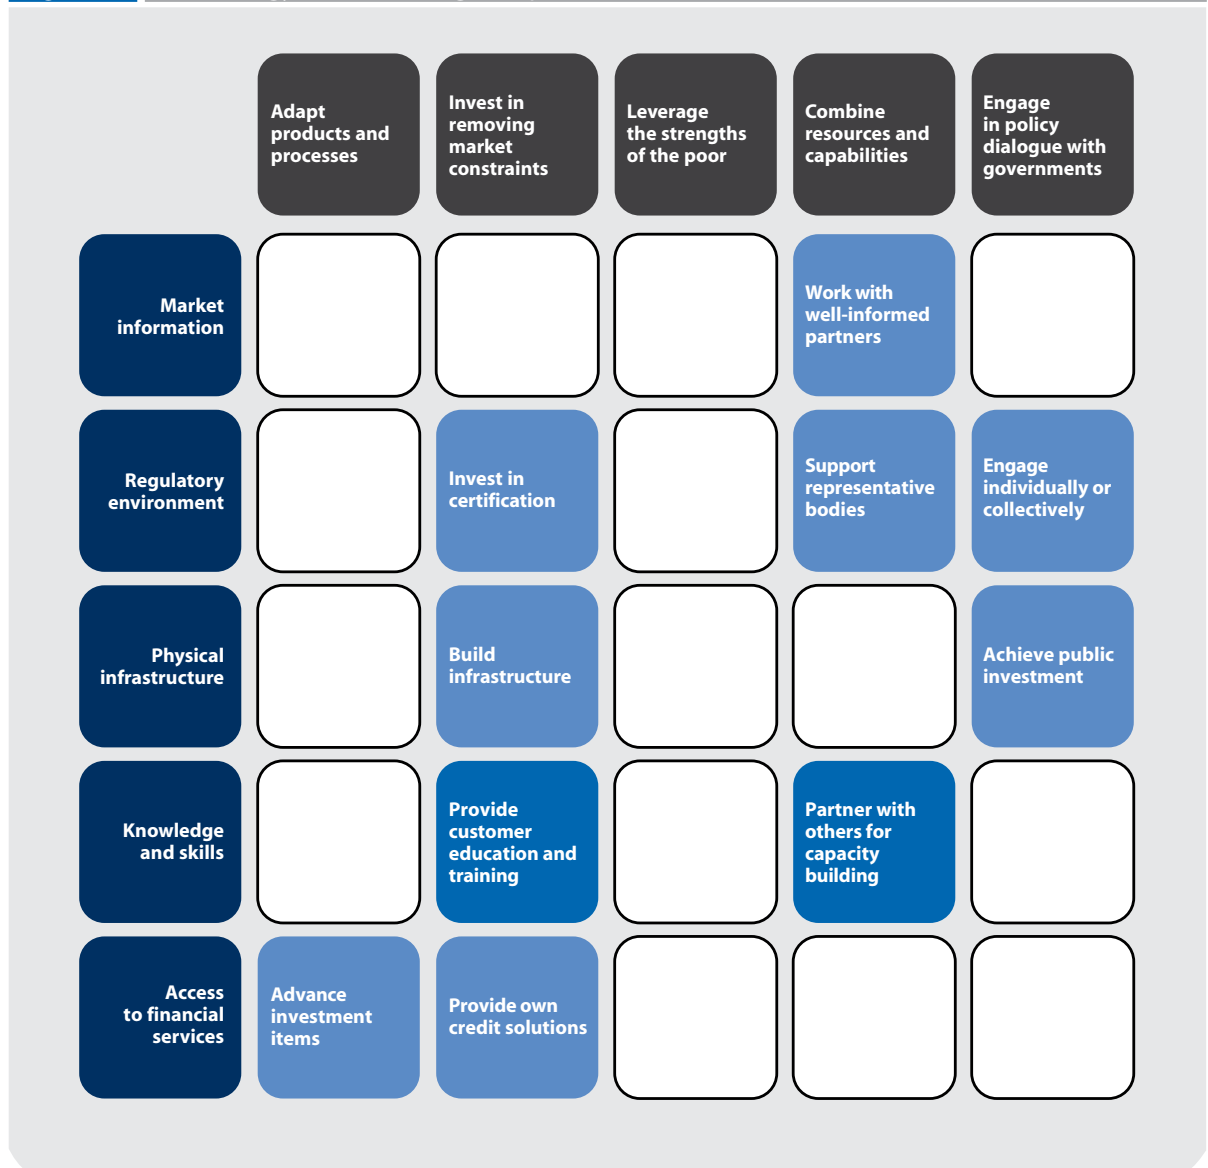 Adapt
products and
processes
Invest in
removing
market
constraints
Leverage
the strengths
of the poor
Combine
resources and
capabilities
Engage
in policy
dialogue with
governments
Market
information
Work with
well-informed
partners
Regulatory
environment
Invest in
certification
Support
representative
bodies
Engage
individually or
collectively
Physical
infrastructure
Build
infrastructure
Achieve public
investment
Knowledge
and skills
Provide
customer
education and
training
Partner with
others for
capacity
building
Access
to financial
services
Advance
investment
items
Provide own
credit solutions